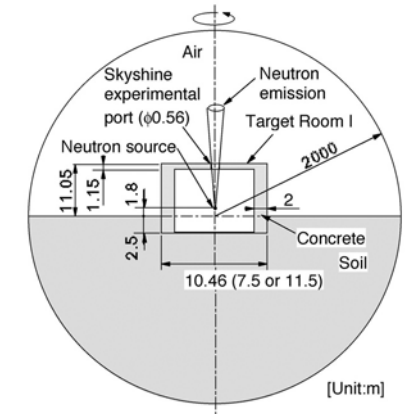 Air
Skyshine
experimental
port (ϕ0.56)
Neutron
emission
Target Room I
Neutron source
2000
11.05
1.15
1.8
2
2.5
Concrete
Soil
10.46 (7.5 or 11.5)
[Unit:m]